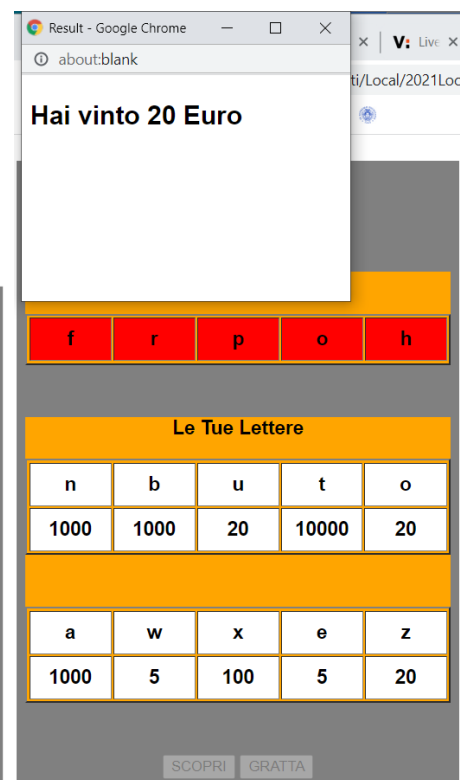 Result - Go Google Chrome
about:blank
V: Live
ti/Local/2021Loc
Hai vinto 20 Euro
f r p o h
Le Tue Lettere
n b u t o
1000 1000 20 10000 20
a w x e z
1000 5 100 5 20
SCOPRI GRATTA